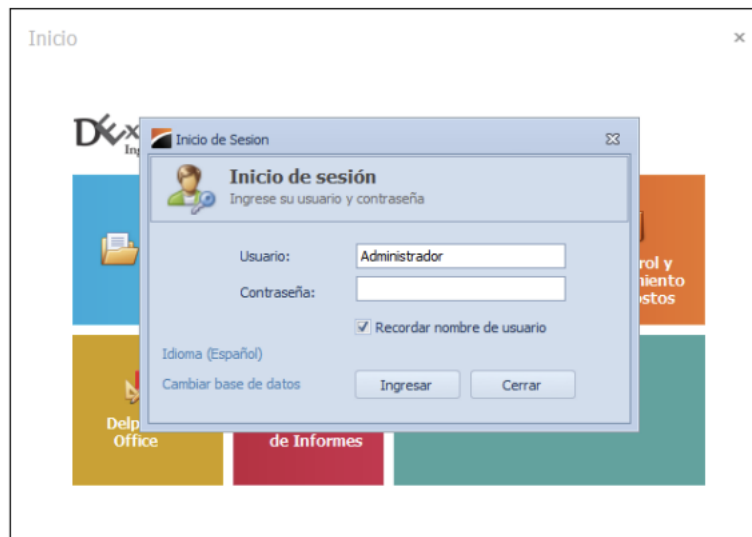 Inicio
Inicio de Sesion
Inicio de sesión
Ingrese su usuario y contraseña
Usuario:
Administrador
Contraseña:
Recordar nombre de usuario
Idioma (Español)
Cambiar base de datos
Ingresar
Cerrar
Office
de Informes